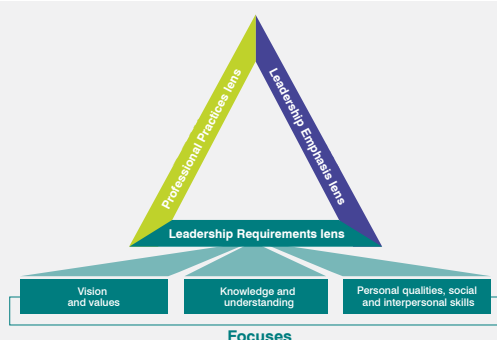 Professional Practices lens
Leadership Emphasis lens
Leadership Requirements lens
Vision
and values
Knowledge and
understanding
Personal qualities, social
and interpersonal skills
Focuses